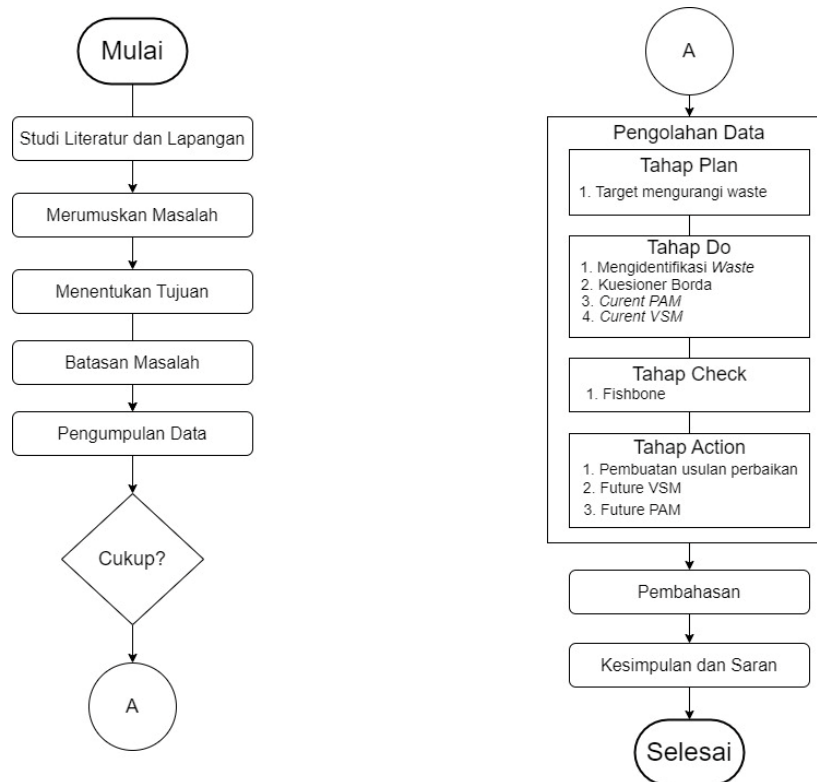 Mulai
Studi Literatur dan Lapangan
Merumuskan Masalah
Menentukan Tujuan
Batasan Masalah
Pengumpulan Data
Cukup?
A
A
Pengolahan Data
Tahap Plan
1. Target mengurangi waste
Tahap Do
1. Mengidentifikasi Waste
2. Kuesioner Borda
3. Curent PAM
4. Curent VSM
Tahap Check
1. Fishbone
Tahap Action
1. Pembuatan usulan perbaikan
2. Future VSM
3. Future PAM
Pembahasan
Kesimpulan dan Saran
Selesai